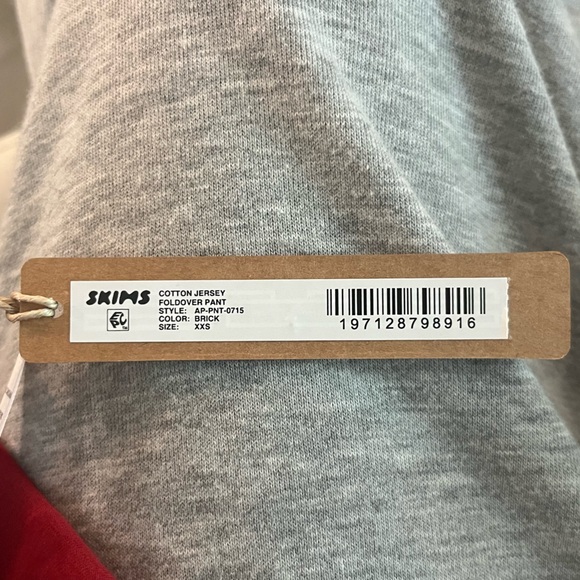 SKIMS
COTTON JERSEY
FOLDOVER PANT
STYLE: AP-PNT-0715
COLOR: BRICK
SIZE: XXS
197128798916